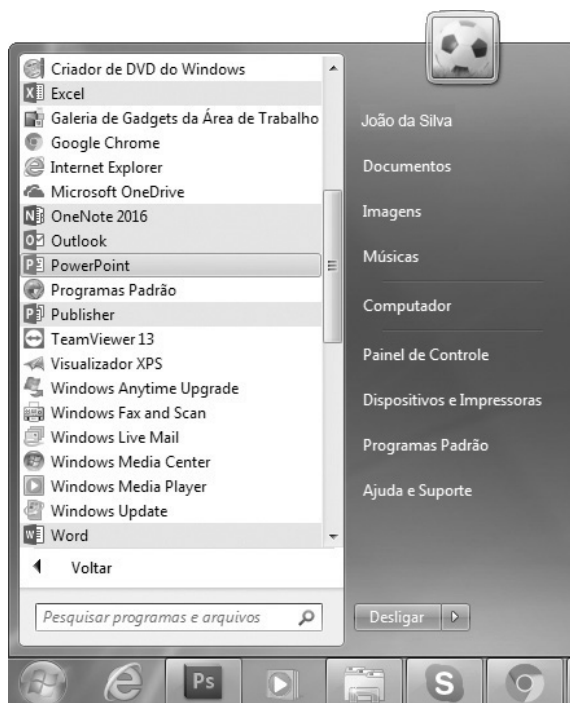 Criador de DVD do Windows
Excel
Galeria de Gadgets da Área de Trabalho
Google Chrome
Internet Explorer
Microsoft OneDrive
OneNote 2016
Outlook
PowerPoint
Programas Padrão
Publisher
TeamViewer 13
Visualizador XPS
Windows Anytime Upgrade
Windows Fax and Scan
Windows Live Mail
Windows Media Center
Windows Media Player
Windows Update
Word
Voltar
Pesquisar programas e arquivos
João da Silva
Documentos
Imagens
Músicas
Computador
Painel de Controle
Dispositivos e Impressoras
Programas Padrão
Ajuda e Suporte
Desligar
Ps
S